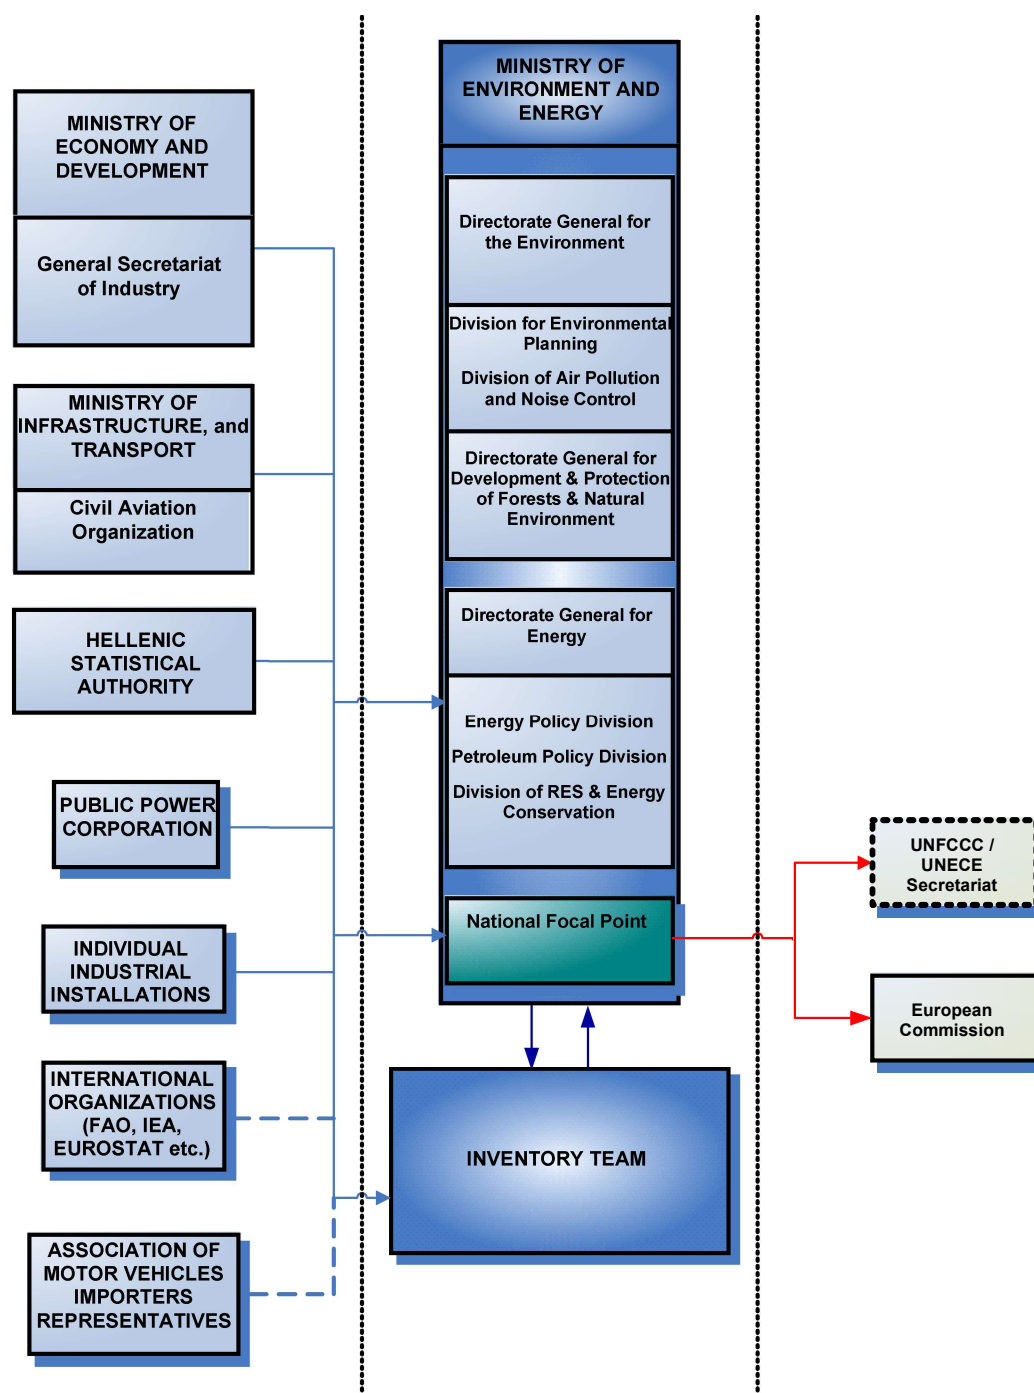 MINISTRY OF
ECONOMY AND
DEVELOPMENT
General Secretariat
of Industry
MINISTRY OF
INFRASTRUCTURE, and
TRANSPORT
Civil Aviation
Organization
HELLENIC
STATISTICAL
AUTHORITY
PUBLIC POWER
CORPORATION
INDIVIDUAL
INDUSTRIAL
INSTALLATIONS
INTERNATIONAL
ORGANIZATIONS
(FAO, IEA,
EUROSTAT etc.)
ASSOCIATION OF
MOTOR VEHICLES
IMPORTERS
REPRESENTATIVES
MINISTRY OF
ENVIRONMENT AND
ENERGY
Directorate General for
the Environment
Division for Environmental
Planning
Division of Air Pollution
and Noise Control
Directorate General for
Development & Protection
of Forests & Natural
Environment
Directorate General for
Energy
Energy Policy Division
Petroleum Policy Division
Division of RES & Energy
Conservation
National Focal Point
INVENTORY TEAM
UNFCCC /
UNECE
Secretariat
European
Commission